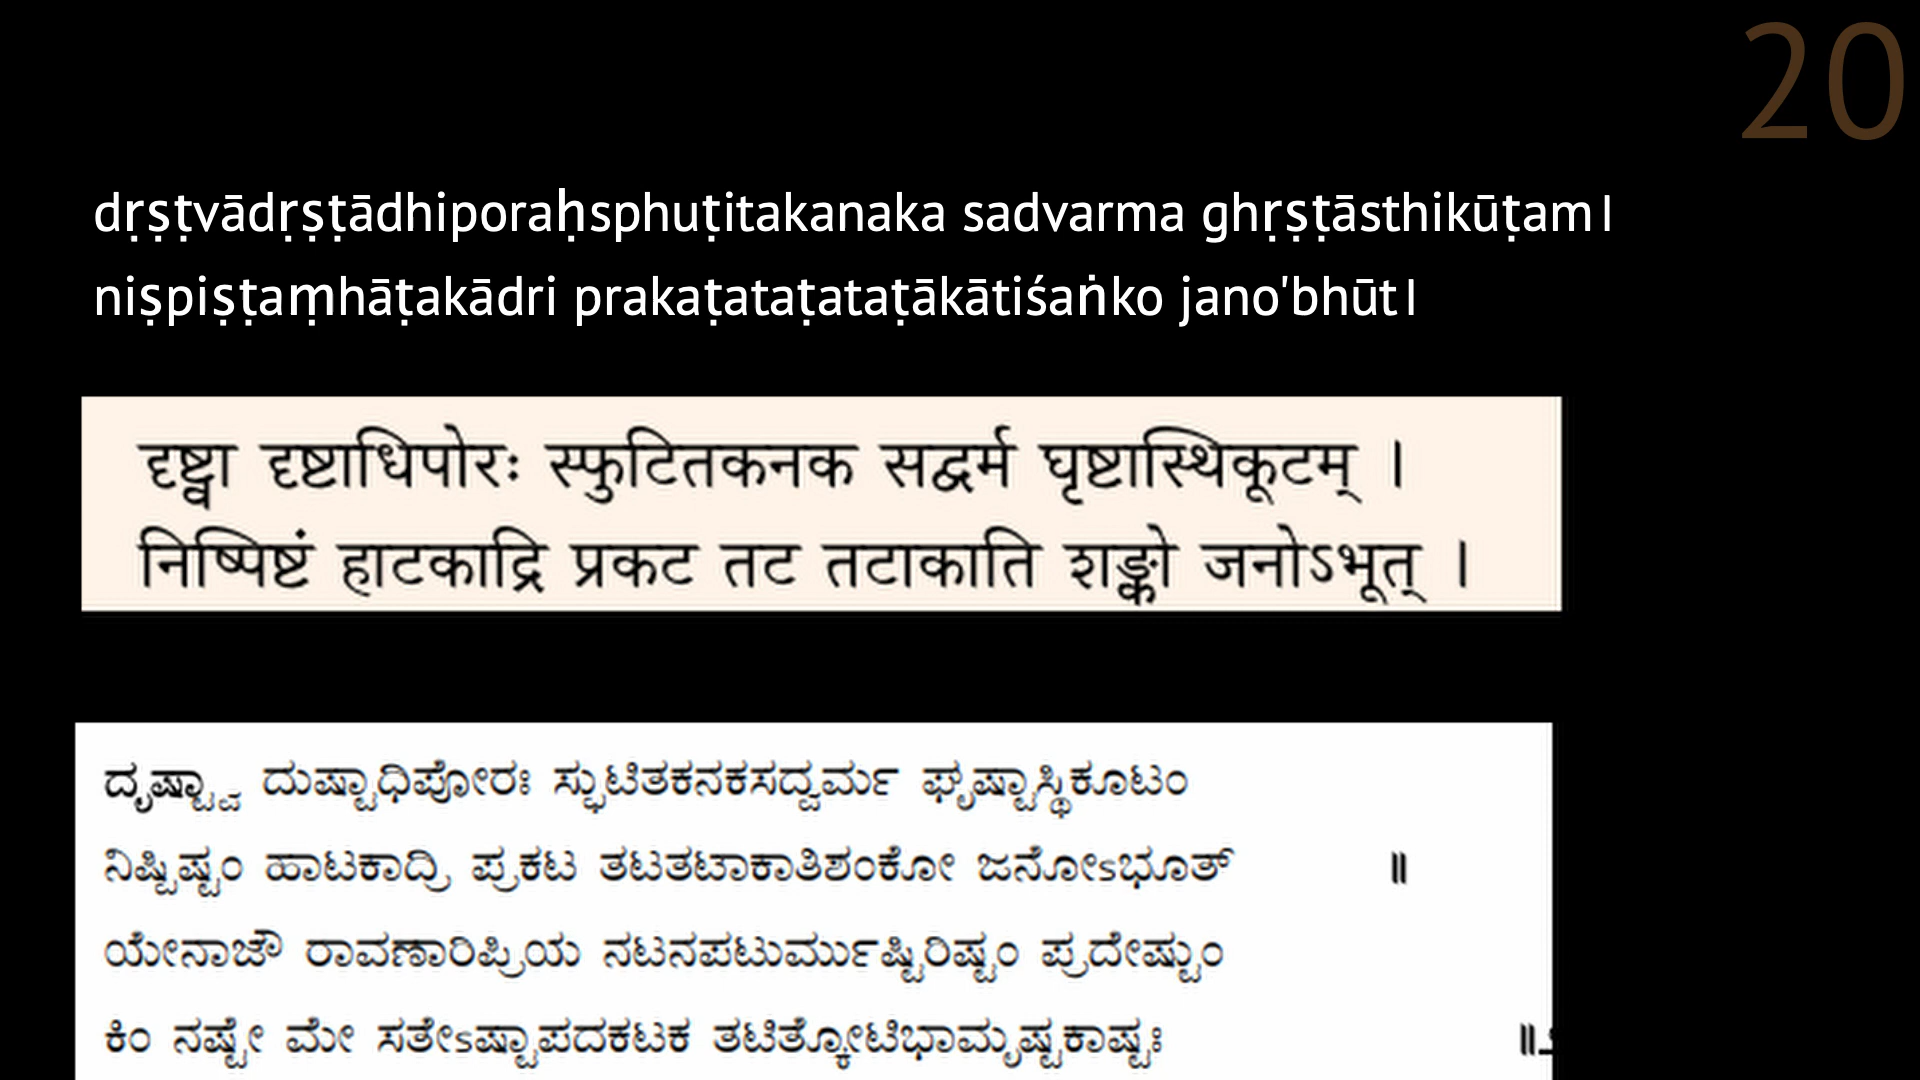 20
dṛṣṭvādṛṣṭādhiporaḥsphuṭitakanaka sadvarma ghṛṣṭāsthikūṭam।
niṣpiṣṭaṃhāṭakādri prakaṭataṭataṭākātiśaṅko jano'bhūt।
दृष्ट्वा दृष्टाधिपोरः स्फुटितकनक सद्वर्म घृष्टास्थिकूटम् ।
निष्पिष्टं हाटकाद्रि प्रकट तट तटाकाति शङ्को जनोऽभूत् ।
ದೃಷ್ಟ್ವಾ ದುಷ್ಟಾಧಿಪೋರಃ ಸ್ಫುಟಿತಕನಕಸದ್ವರ್ಮ ಘೃಷ್ಟಾಸ್ಥಿಕೂಟಂ
ನಿಷ್ಪಿಷ್ಟಂ ಹಾಟಕಾದ್ರಿ ಪ್ರಕಟ ತಟತಟಾಕಾತಿಶಂಕೋ ಜನೋಽಭೂತ್ ॥
ಯೇನಾಜೌ ರಾವಣಾರಿಪ್ರಿಯ ನಟನಪಟುರ್ಮುಷ್ಟಿರಿಷ್ಟಂ ಪ್ರದೇಷ್ಟುಂ
ಕಿಂ ನಷ್ಟೇ ಮೇ ಸತೇಽಷ್ಟಾಪದಕಟಕ ತಟಿತ್ಕೋಟಿಭಾಮೃಷ್ಟಕಾಷ್ಟಃ ॥